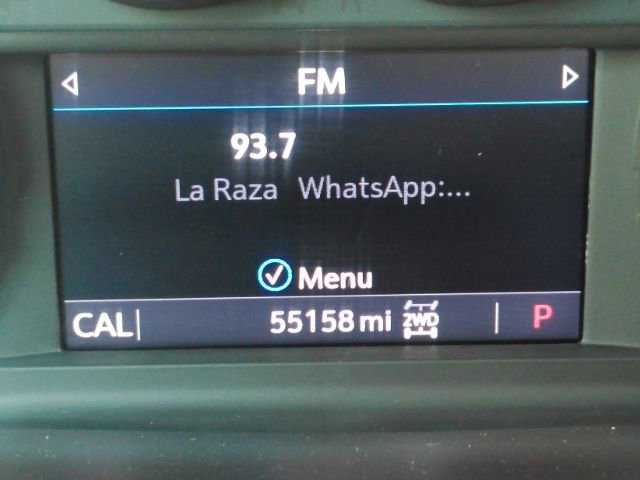 FM
93.7
La Raza WhatsApp:...
Menu
CAL 55158 mi 2WD P